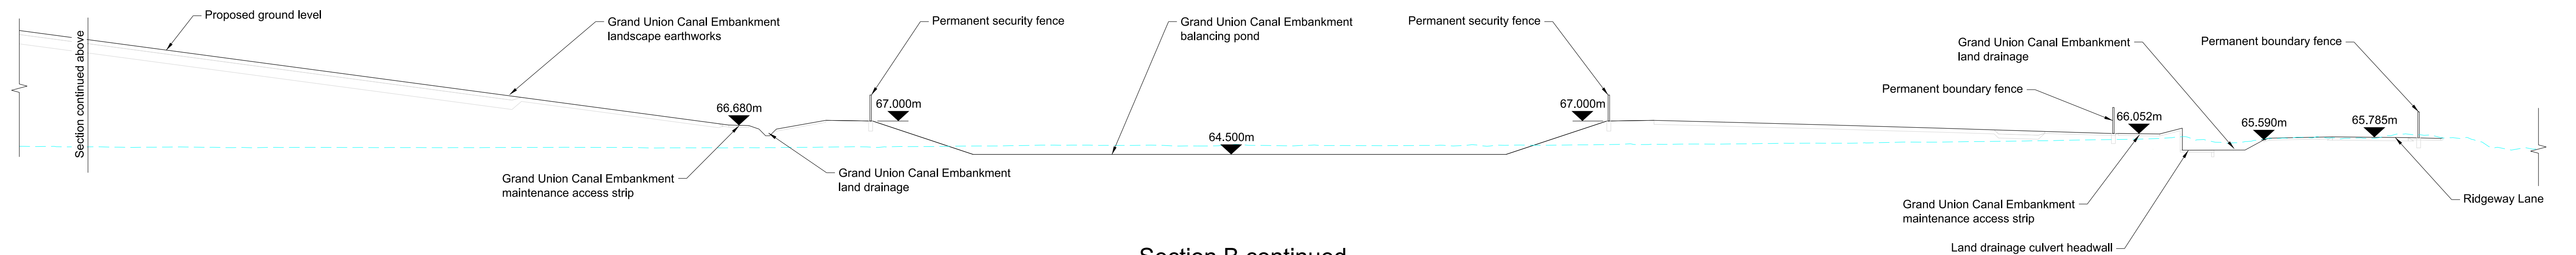 Section continued above
Proposed ground level
Grand Union Canal Embankment
landscape earthworks
66.680m
Grand Union Canal Embankment
maintenance access strip
Permanent security fence
67.000m
Grand Union Canal Embankment
land drainage
Grand Union Canal Embankment
balancing pond
64.500m
Permanent security fence
67.000m
Permanent boundary fence
Grand Union Canal Embankment
land drainage
66.052m
Grand Union Canal Embankment
maintenance access strip
Land drainage culvert headwall
65.590m
Permanent boundary fence
65.785m
Ridgeway Lane
Section B continued